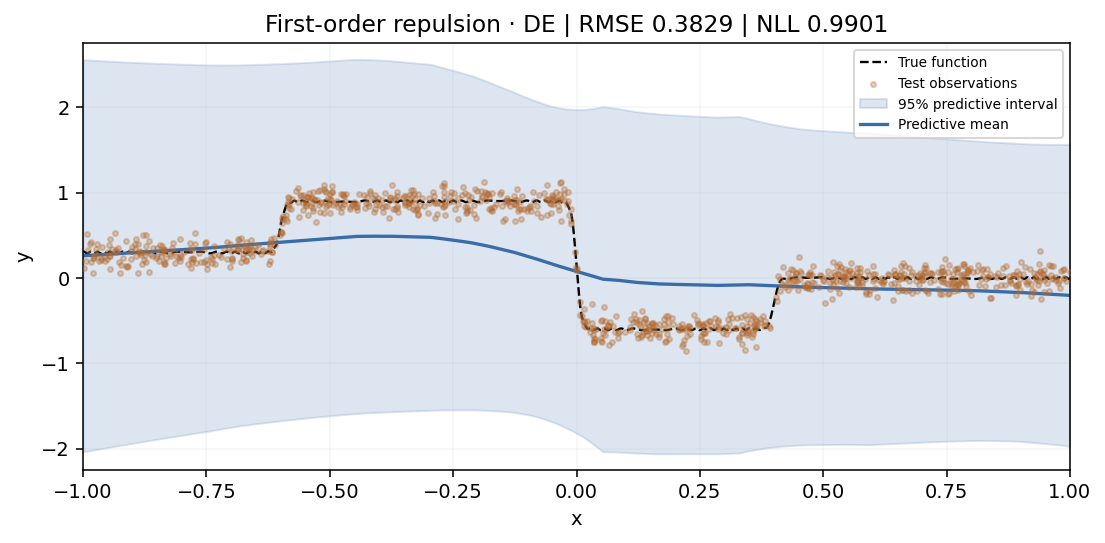 First-order repulsion · DE | RMSE 0.3829 | NLL 0.9901
True function
Test observations
95% predictive interval
Predictive mean
y
2
1
0
−1
−2
−1.00 −0.75 −0.50 −0.25 0.00 0.25 0.50 0.75 1.00
x